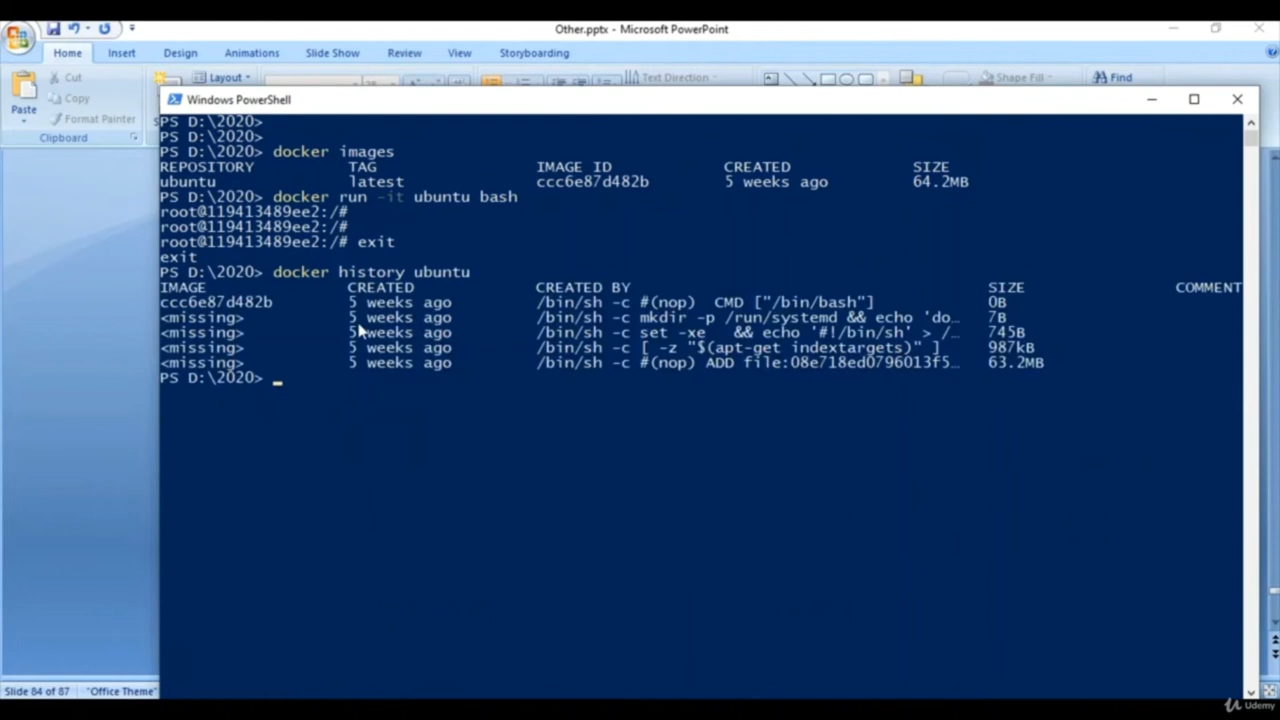 Other.pptx - Microsoft PowerPoint
Home Insert Design Animations Slide Show Review View Storyboarding
Cut
Copy
Format Painter
Paste
Clipboard
Layout
Text Direction
Shape Fill
Find
Windows PowerShell
PS D:\2020>
PS D:\2020>
PS D:\2020> docker images
REPOSITORY TAG IMAGE ID CREATED SIZE
ubuntu latest ccc6e87d482b 5 weeks ago 64.2MB
PS D:\2020> docker run -it ubuntu bash
root@119413489ee2:/#
root@119413489ee2:/#
root@119413489ee2:/# exit
exit
PS D:\2020> docker history ubuntu
IMAGE CREATED CREATED BY SIZE COMMENT
ccc6e87d482b 5 weeks ago /bin/sh -c #(nop) CMD ["/bin/bash"] 0B
<missing> 5 weeks ago /bin/sh -c mkdir -p /run/systemd && echo 'do… 7B
<missing> 5 weeks ago /bin/sh -c set -xe && echo '#!/bin/sh' > /… 745B
<missing> 5 weeks ago /bin/sh -c [ -z "$(apt-get indextargets)" ] 987kB
<missing> 5 weeks ago /bin/sh -c #(nop) ADD file:08e718ed0796013f5… 63.2MB
PS D:\2020>
Slide 84 of 87 "Office Theme"
Udemy